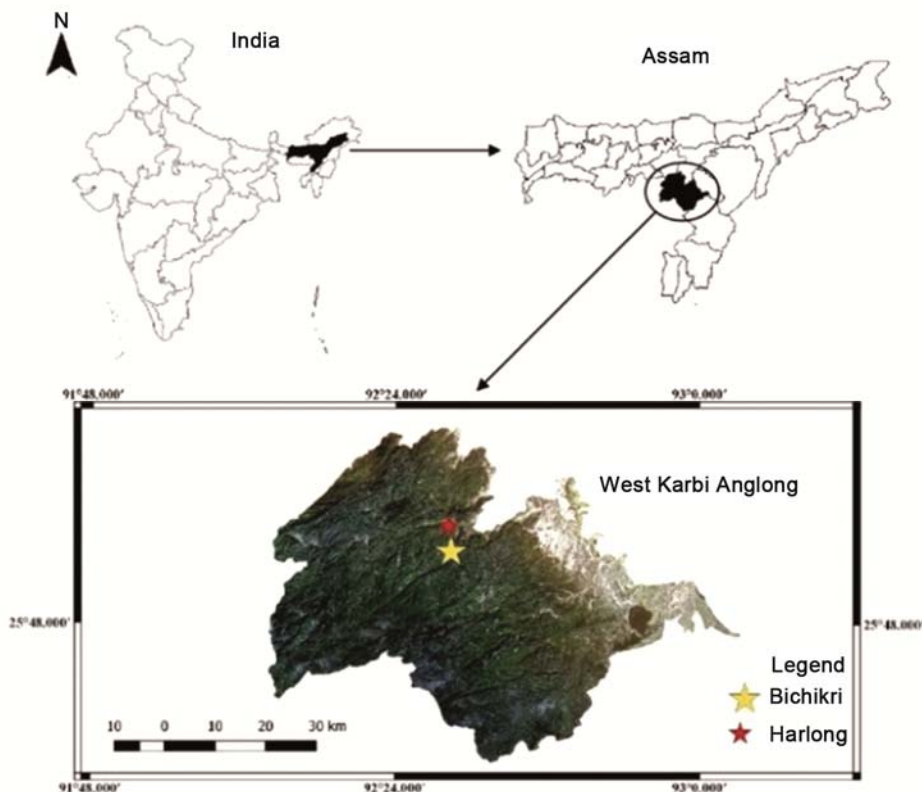 N
India
Assam
91°48.000' 92°24.000' 93°0.000'
West Karbi Anglong
25°48.000' 25°48.000'
Legend
Bichikri
Harlong
10 0 10 20 30 km
91°48.000' 92°24.000' 93°0.000'